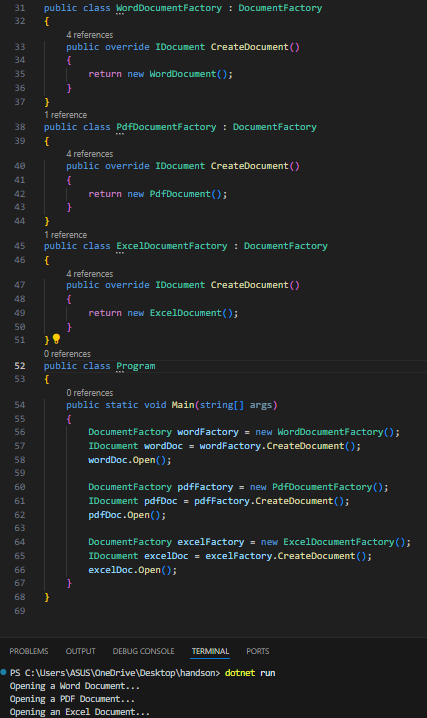 31 public class WordDocumentFactory : DocumentFactory
32 {
4 references
33 public override IDocument CreateDocument()
34 {
35 return new WordDocument();
36 }
37 }
1 reference
38 public class PdfDocumentFactory : DocumentFactory
39 {
4 references
40 public override IDocument CreateDocument()
41 {
42 return new PdfDocument();
43 }
44 }
1 reference
45 public class ExcelDocumentFactory : DocumentFactory
46 {
4 references
47 public override IDocument CreateDocument()
48 {
49 return new ExcelDocument();
50 }
51 }
0 references
52 public class Program
53 {
0 references
54 public static void Main(string[] args)
55 {
56 DocumentFactory wordFactory = new WordDocumentFactory();
57 IDocument wordDoc = wordFactory.CreateDocument();
58 wordDoc.Open();
59
60 DocumentFactory pdfFactory = new PdfDocumentFactory();
61 IDocument pdfDoc = pdfFactory.CreateDocument();
62 pdfDoc.Open();
63
64 DocumentFactory excelFactory = new ExcelDocumentFactory();
65 IDocument excelDoc = excelFactory.CreateDocument();
66 excelDoc.Open();
67 }
68 }
69
PROBLEMS OUTPUT DEBUG CONSOLE TERMINAL PORTS
PS C:\Users\ASUS\OneDrive\Desktop\handson> dotnet run
Opening a Word Document...
Opening a PDF Document...
Opening an Excel Document...